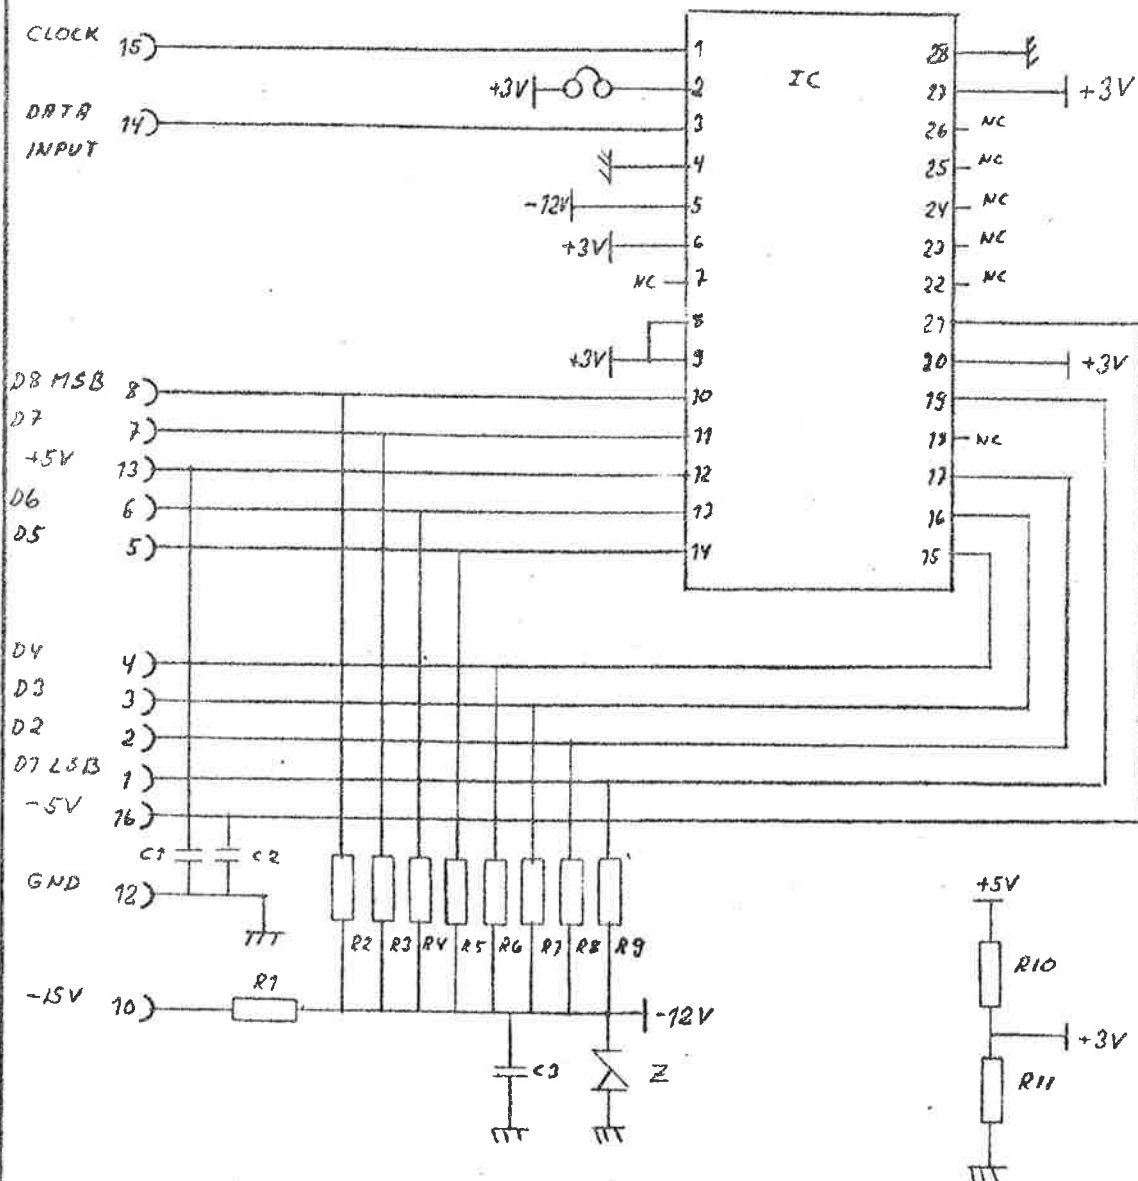 CLOCK 15
DATA 14
INPUT
D8 MSB 8
D7 7
+5V 13
D6 6
D5 5
D4 4
D3 3
D2 2
D1 LSB 1
-5V 16
GND 12
-15V 10
+3V
-12V
+3V
NC
+3V
IC
1
2
3
4
5
6
7
8
9
10
11
12
13
14
28
27
26
25
24
23
22
21
20
19
18
17
16
15
+3V
NC
NC
NC
NC
NC
+3V
NC
C1
C2
R2 R3 R4 R5 R6 R7 R8 R9
R1
-12V
C3
Z
+5V
R10
+3V
R11